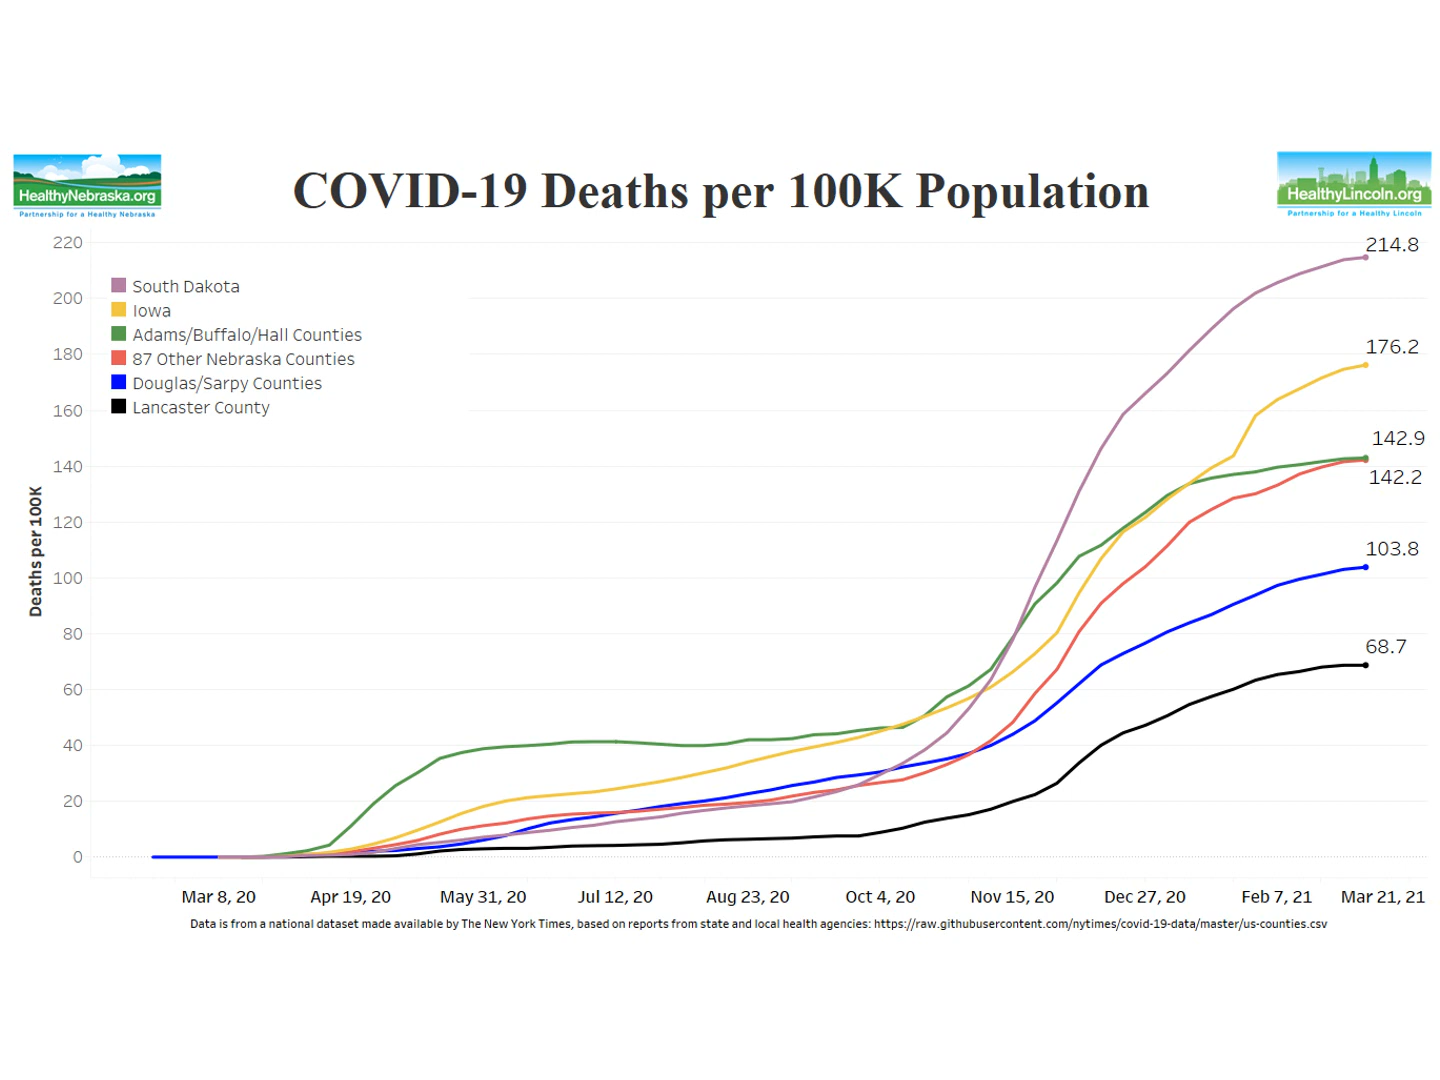 HealthyNebraska.org
Partnership for a Healthy Nebraska
COVID-19 Deaths per 100K Population
HealthyLincoln.org
Partnership for a Healthy Lincoln
220
200
180
160
140
120
100
80
60
40
20
0
Deaths per 100K
South Dakota
Iowa
Adams/Buffalo/Hall Counties
87 Other Nebraska Counties
Douglas/Sarpy Counties
Lancaster County
214.8
176.2
142.9
142.2
103.8
68.7
Mar 8, 20 Apr 19, 20 May 31, 20 Jul 12, 20 Aug 23, 20 Oct 4, 20 Nov 15, 20 Dec 27, 20 Feb 7, 21 Mar 21, 21
Data is from a national dataset made available by The New York Times, based on reports from state and local health agencies: https://raw.githubusercontent.com/nytimes/covid-19-data/master/us-counties.csv